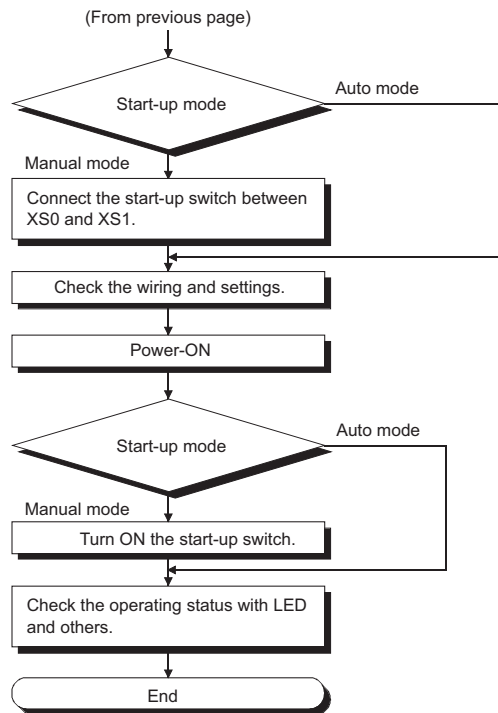 (From previous page)
Start-up mode
Auto mode
Manual mode
Connect the start-up switch between
XS0 and XS1.
Check the wiring and settings.
Power-ON
Start-up mode
Auto mode
Manual mode
Turn ON the start-up switch.
Check the operating status with LED
and others.
End